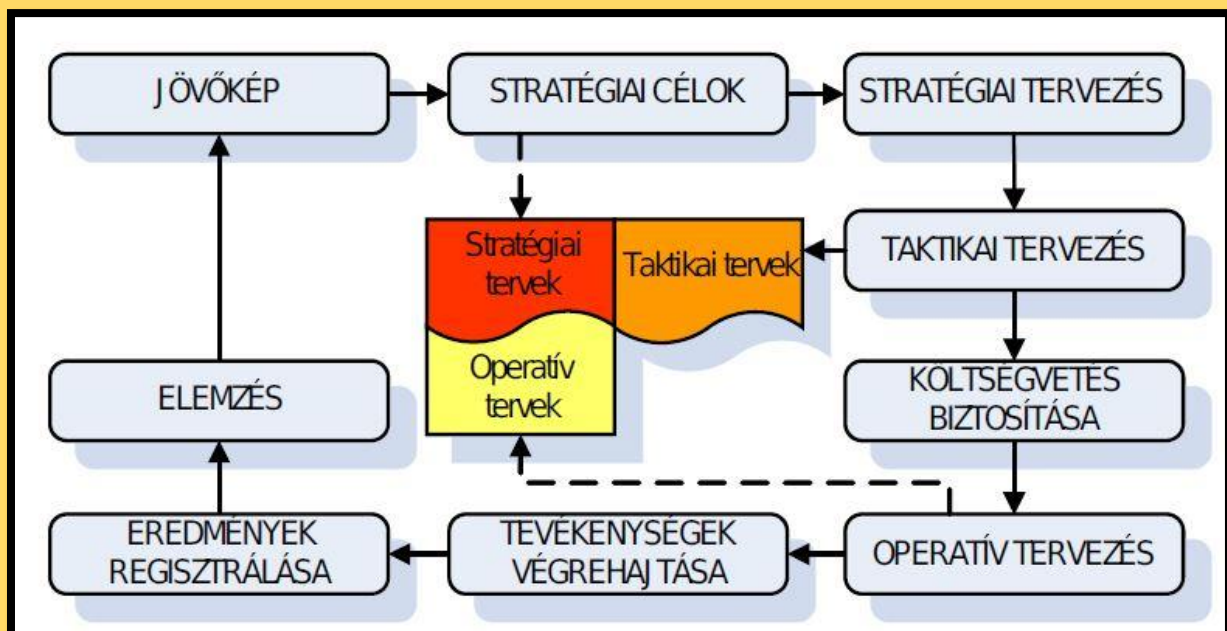 JÖVŐKÉP
STRATÉGIAI CÉLOK
STRATÉGIAI TERVEZÉS
TAKTIKAI TERVEZÉS
Stratégiai
tervek
Taktikai tervek
Operatív
tervek
ELEMZÉS
KÖLTSÉGVETÉS
BIZTOSÍTÁSA
EREDMÉNYEK
REGISZTRÁLÁSA
TEVÉKENYSÉGEK
VÉGREHAJTÁSA
OPERATÍV TERVEZÉS